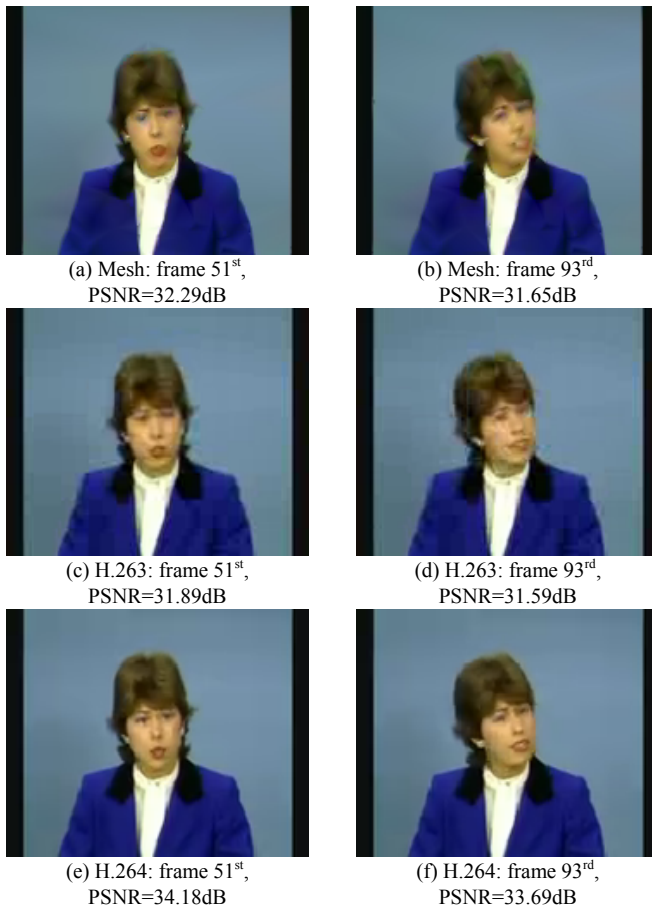 (a) Mesh: frame 51st,
PSNR=32.29dB
(b) Mesh: frame 93rd,
PSNR=31.65dB
(c) H.263: frame 51st,
PSNR=31.89dB
(d) H.263: frame 93rd,
PSNR=31.59dB
(e) H.264: frame 51st,
PSNR=34.18dB
(f) H.264: frame 93rd,
PSNR=33.69dB